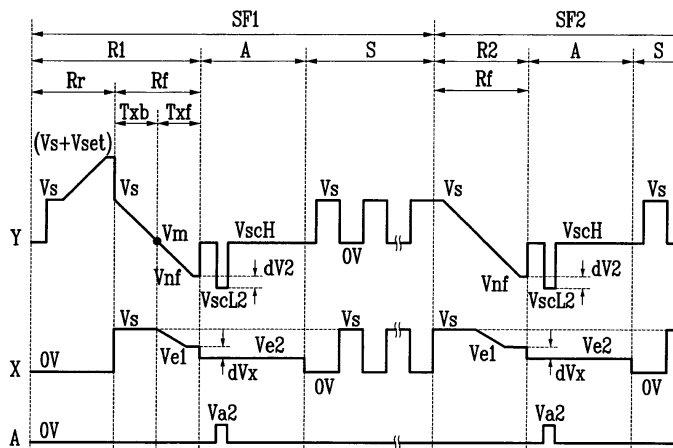 SF1 SF2
R1 A S R2 A S
Rr Rf Rf
Txb Txf
(Vs+Vset)
Vs Vs Vs Vs Vs
Vm VscH VscH
Y
Vnf 0V Vnf
dV2 dV2
VscL2 VscL2
Vs Vs Vs
Ve1 Ve2 Ve1 Ve2
X 0V
dVx 0V dVx 0V
Va2 Va2
A 0V